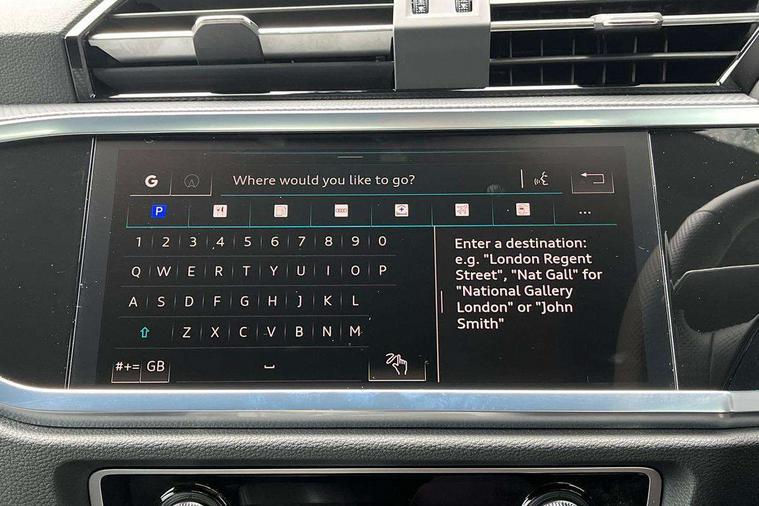 G Where would you like to go?
P ...
1 2 3 4 5 6 7 8 9 0
Q W E R T Y U I O P
A S D F G H J K L
Z X C V B N M
#+= GB
Enter a destination:
e.g. "London Regent
Street", "Nat Gall" for
"National Gallery
London" or "John
Smith"